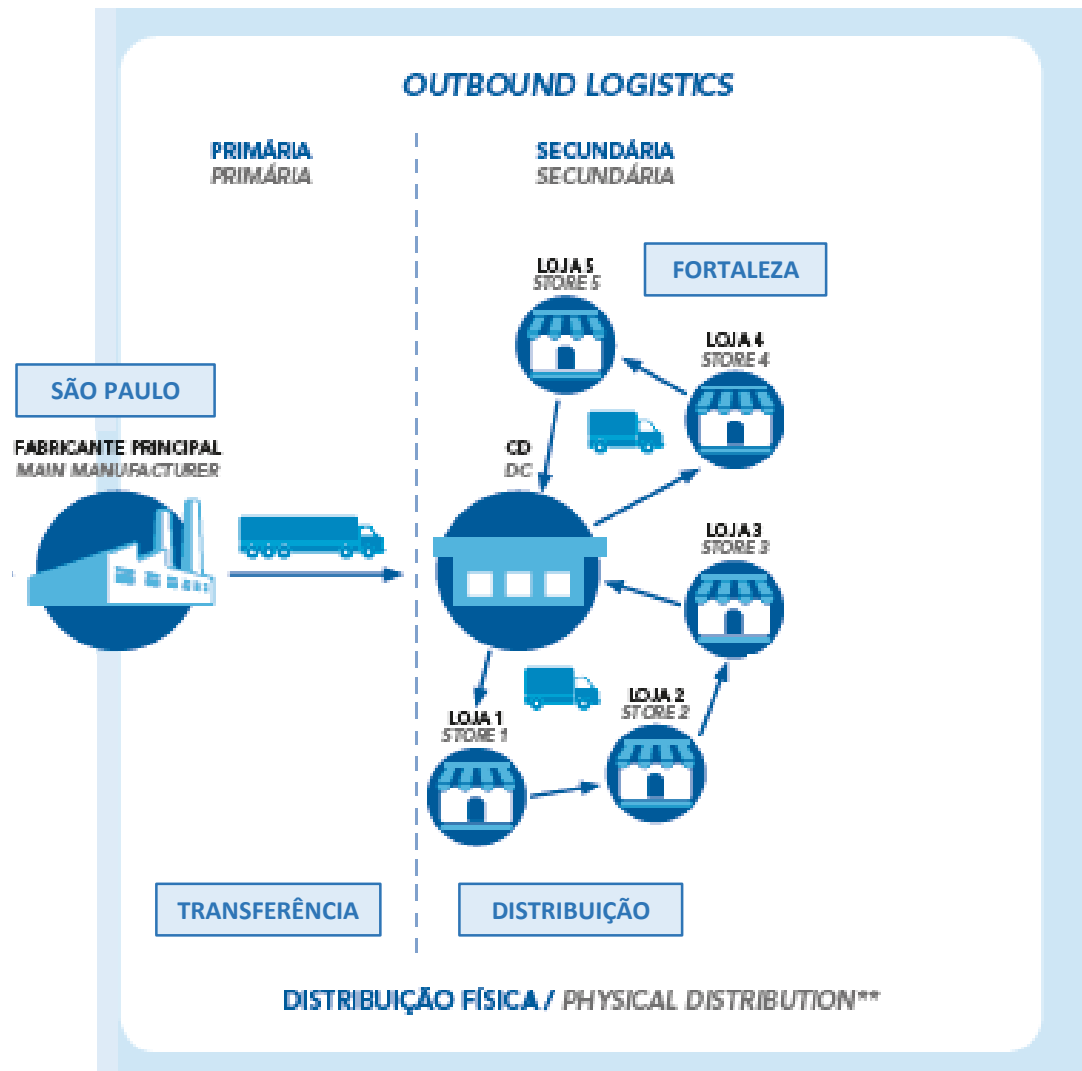 OUTBOUND LOGISTICS
PRIMÁRIA
PRIMÁRIA
SECUNDÁRIA
SECUNDÁRIA
LOJA 5
STORE 5
FORTALEZA
LOJA 4
STORE 4
SÃO PAULO
FABRICANTE PRINCIPAL
MAIN MANUFACTURER
CD
DC
LOJA 3
STORE 3
LOJA 2
STORE 2
LOJA 1
STORE 1
TRANSFERÊNCIA
DISTRIBUIÇÃO
DISTRIBUIÇÃO FÍSICA / PHYSICAL DISTRIBUTION**